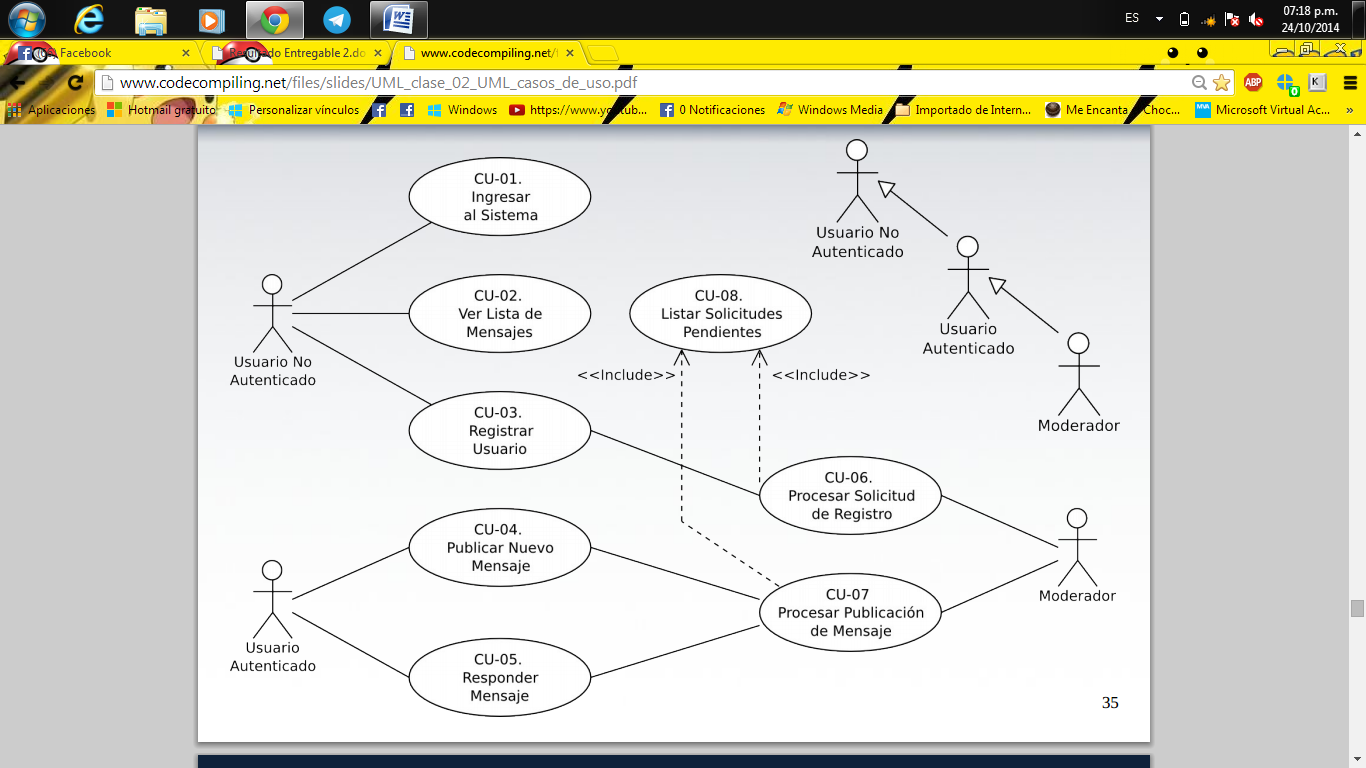 ES
07:18 p.m.
24/10/2014
Facebook
Entregable 2.do
www.codecompiling.net/
www.codecompiling.net/files/slides/UML_clase_02_UML_casos_de_uso.pdf
ABP
0
K
Aplicaciones
Hotmail gratuito
Personalizar vínculos
Windows
https://www.youtub...
0 Notificaciones
Windows Media
Importado de Intern...
Me Encanta
Choc...
Microsoft Virtual Ac...
»
CU-01.
Ingresar
al Sistema
Usuario No
Autenticado
CU-02.
Ver Lista de
Mensajes
CU-08.
Listar Solicitudes
Pendientes
Usuario
Autenticado
Usuario No
Autenticado
<<Include>>
<<Include>>
Moderador
CU-03.
Registrar
Usuario
CU-06.
Procesar Solicitud
de Registro
CU-04.
Publicar Nuevo
Mensaje
Moderador
CU-07
Procesar Publicación
de Mensaje
Usuario
Autenticado
CU-05.
Responder
Mensaje
35